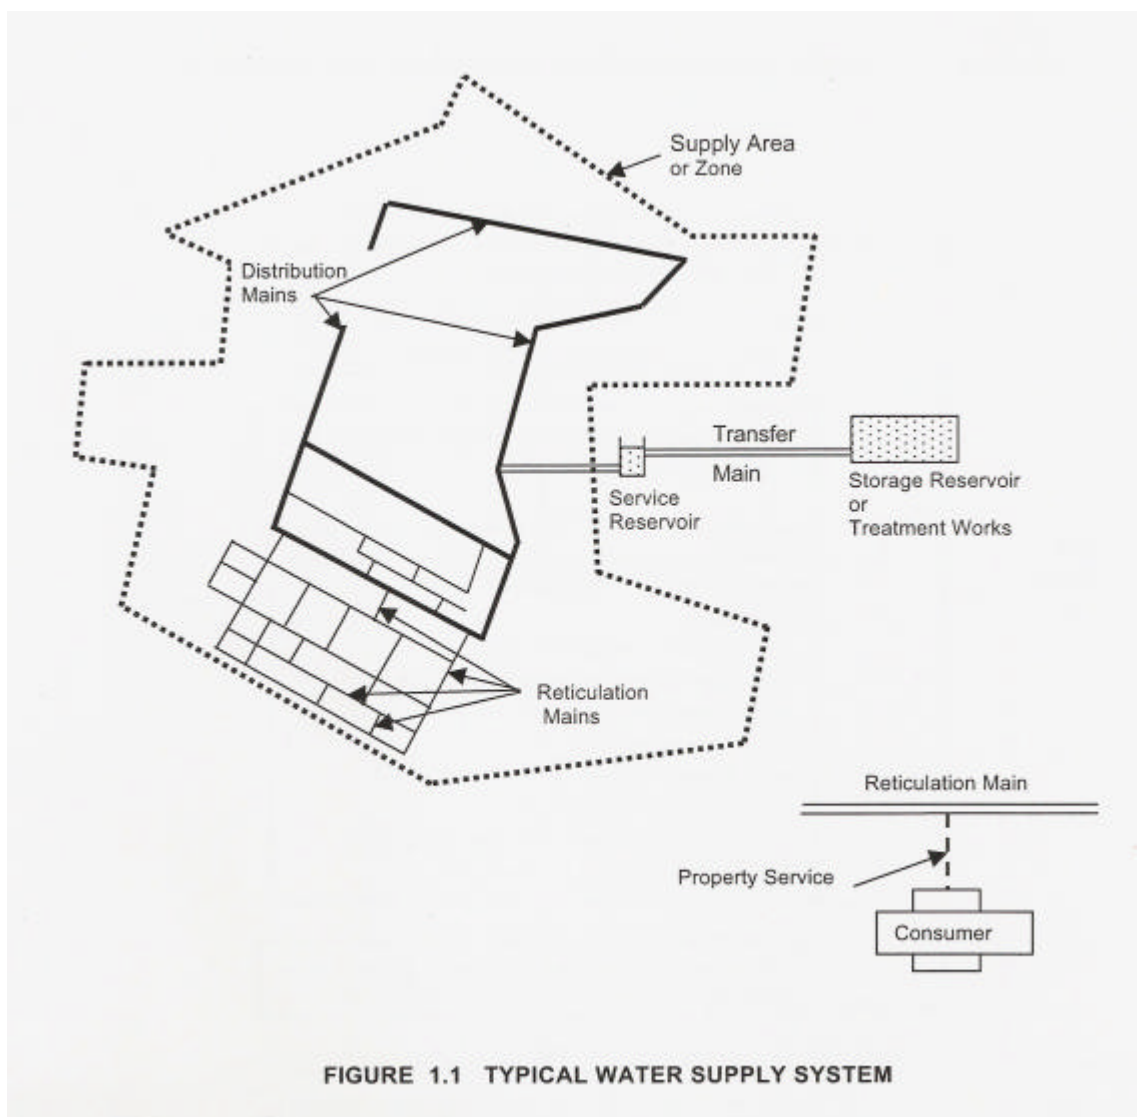 Supply Area
or Zone
Distribution
Mains
Transfer
Main
Service
Reservoir
Storage Reservoir
or
Treatment Works
Reticulation
Mains
Reticulation Main
Property Service
Consumer
FIGURE 1.1 TYPICAL WATER SUPPLY SYSTEM